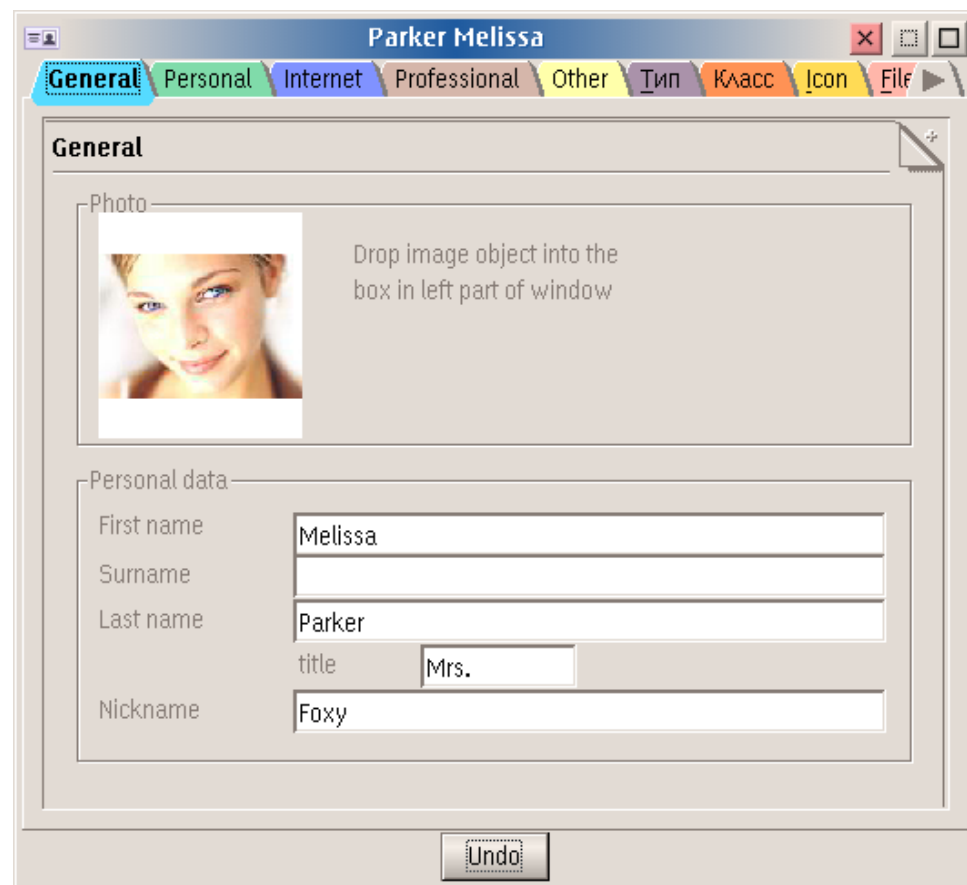 Parker Melissa
General Personal Internet Professional Other Тип Класс Icon File
General
Photo
Drop image object into the
box in left part of window
Personal data
First name Melissa
Surname
Last name Parker
title Mrs.
Nickname Foxy
Undo